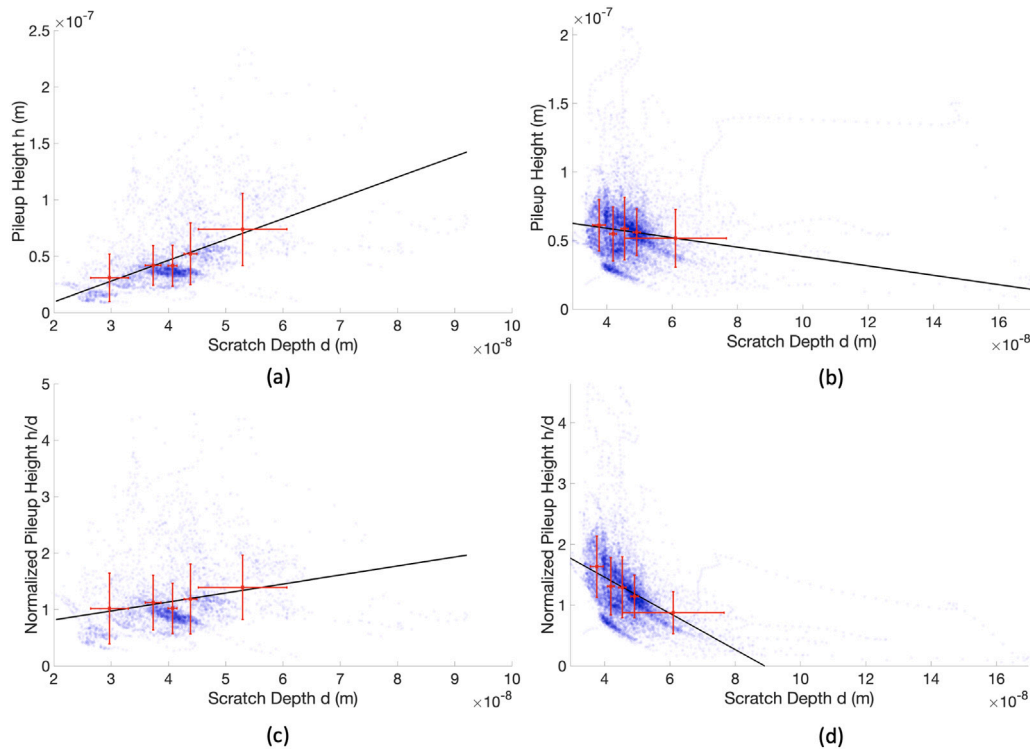 ×10⁻⁷
2.5
2
1.5
1
0.5
0
Pileup Height h (m)
2 3 4 5 6 7 8 9 10
Scratch Depth d (m)
×10⁻⁸
(a)
×10⁻⁷
2
1.5
1
0.5
0
Pileup Height (m)
4 6 8 10 12 14 16
Scratch Depth d (m)
×10⁻⁸
(b)
5
4
3
2
1
0
Normalized Pileup Height h/d
2 3 4 5 6 7 8 9 10
Scratch Depth d (m)
×10⁻⁸
(c)
4
3
2
1
0
Normalized Pileup Height h/d
4 6 8 10 12 14 16
Scratch Depth d (m)
×10⁻⁸
(d)